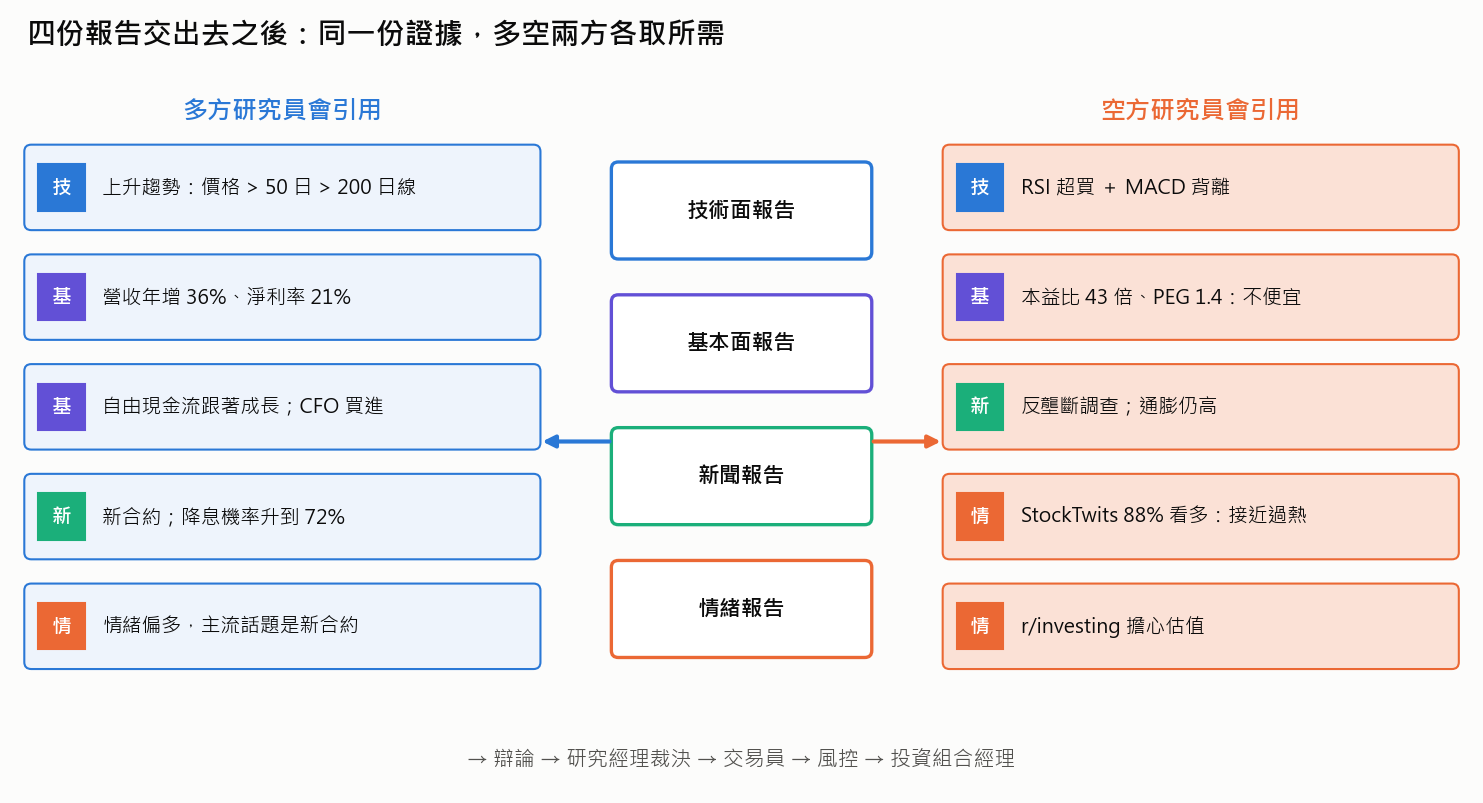 四份報告交出去之後：同一份證據，多空兩方各取所需
多方研究員會引用
技 上升趨勢：價格 > 50 日 > 200 日線
基 營收年增 36%、淨利率 21%
基 自由現金流跟著成長；CFO 買進
新 新合約；降息機率升到 72%
情 情緒偏多，主流話題是新合約
技術面報告
基本面報告
新聞報告
情緒報告
空方研究員會引用
技 RSI 超買 + MACD 背離
基 本益比 43 倍、PEG 1.4：不便宜
新 反壟斷調查；通膨仍高
情 StockTwits 88% 看多：接近過熱
情 r/investing 擔心估值
→ 辯論 → 研究經理裁決 → 交易員 → 風控 → 投資組合經理